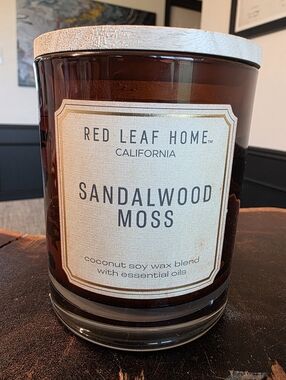 RED LEAF HOME™
CALIFORNIA
SANDALWOOD
MOSS
coconut soy wax blend
with essential oils